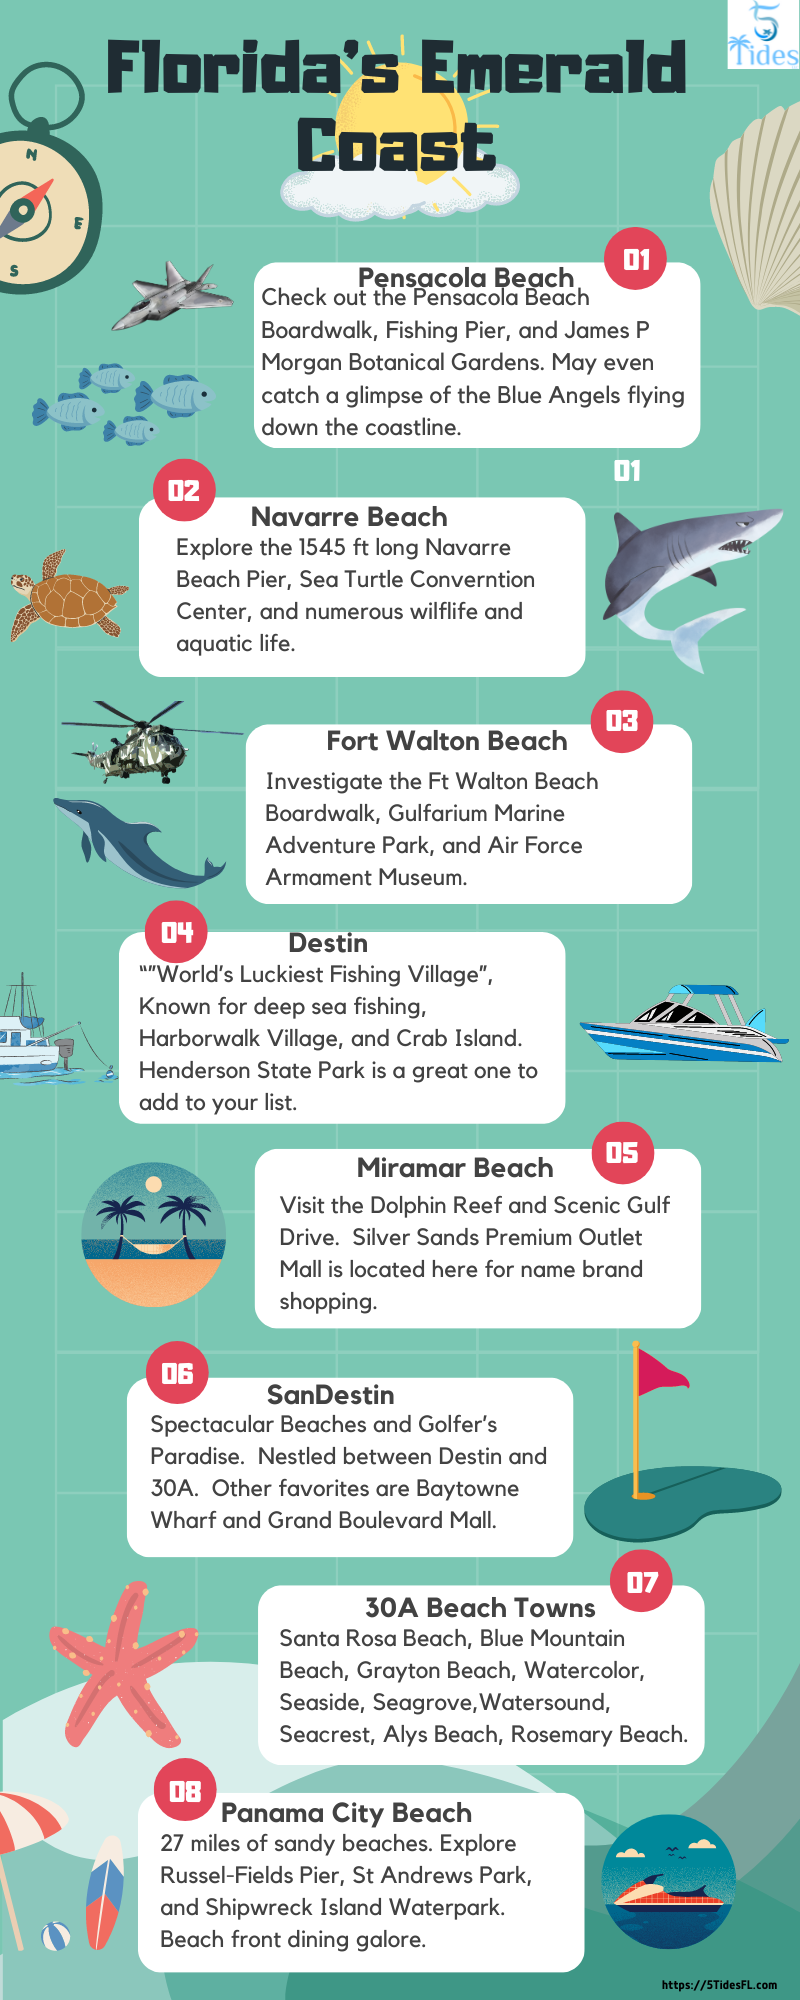 5
Tides
Florida's Emerald
Coast
N
E
S
01
Pensacola Beach
Check out the Pensacola Beach
Boardwalk, Fishing Pier, and James P
Morgan Botanical Gardens. May even
catch a glimpse of the Blue Angels flying
down the coastline.
01
02
Navarre Beach
Explore the 1545 ft long Navarre
Beach Pier, Sea Turtle Converntion
Center, and numerous wilflife and
aquatic life.
03
Fort Walton Beach
Investigate the Ft Walton Beach
Boardwalk, Gulfarium Marine
Adventure Park, and Air Force
Armament Museum.
04
Destin
“”World’s Luckiest Fishing Village”,
Known for deep sea fishing,
Harborwalk Village, and Crab Island.
Henderson State Park is a great one to
add to your list.
05
Miramar Beach
Visit the Dolphin Reef and Scenic Gulf
Drive.  Silver Sands Premium Outlet
Mall is located here for name brand
shopping.
06
SanDestin
Spectacular Beaches and Golfer’s
Paradise.  Nestled between Destin and
30A.  Other favorites are Baytowne
Wharf and Grand Boulevard Mall.
07
30A Beach Towns
Santa Rosa Beach, Blue Mountain
Beach, Grayton Beach, Watercolor,
Seaside, Seagrove,Watersound,
Seacrest, Alys Beach, Rosemary Beach.
08
Panama City Beach
27 miles of sandy beaches. Explore
Russel-Fields Pier, St Andrews Park,
and Shipwreck Island Waterpark.
Beach front dining galore.
https://5TidesFL.com